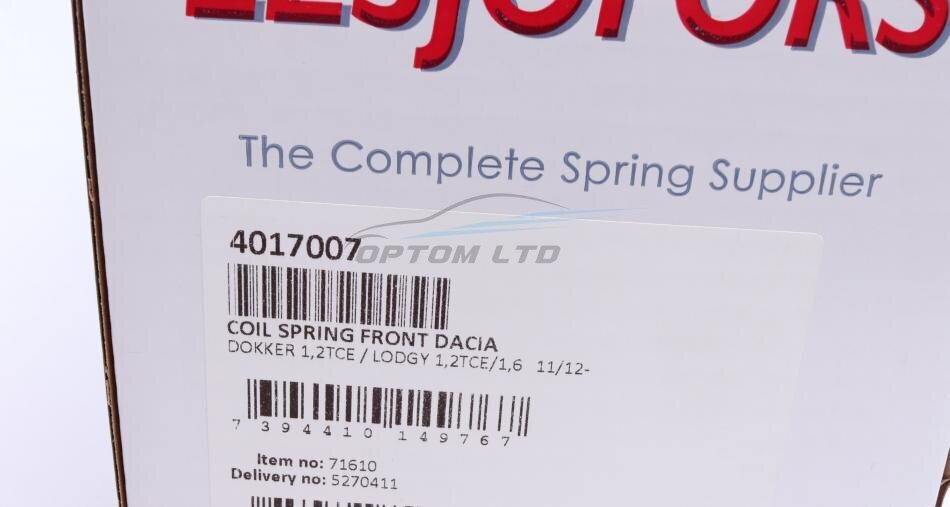 LESJÖFORS
The Complete Spring Supplier
4017007
OPTOM LTD
COIL SPRING FRONT DACIA
DOKKER 1,2TCE / LODGY 1,2TCE/1,6 11/12-
7 394410 149767
Item no: 71610
Delivery no: 5270411